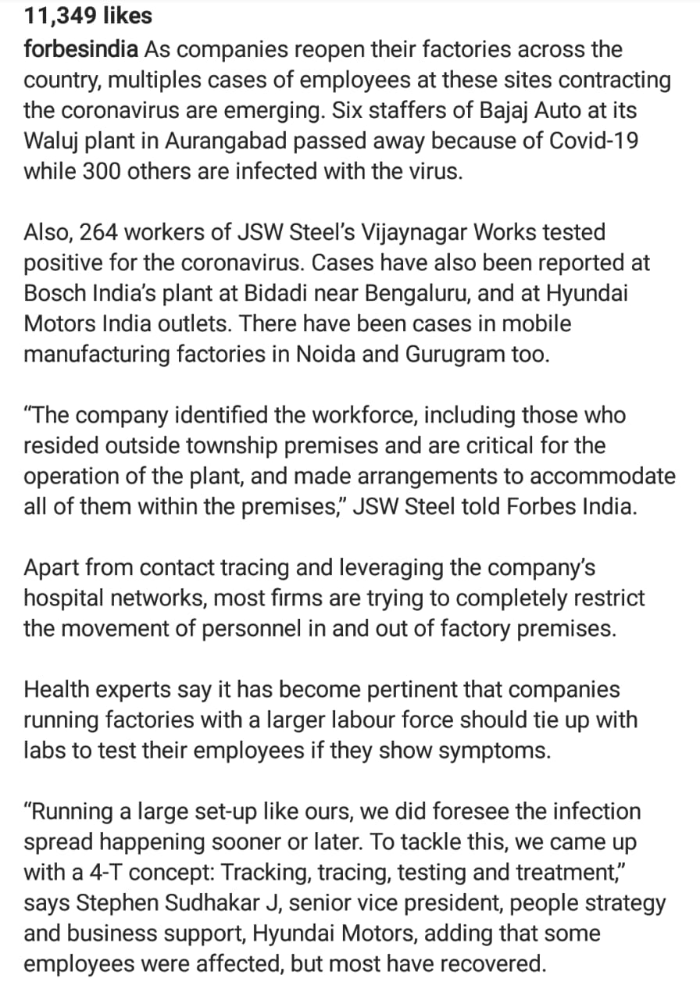 11,349 likes
forbesindia As companies reopen their factories across the
country, multiples cases of employees at these sites contracting
the coronavirus are emerging. Six staffers of Bajaj Auto at its
Waluj plant in Aurangabad passed away because of Covid-19
while 300 others are infected with the virus.
Also, 264 workers of JSW Steel’s Vijaynagar Works tested
positive for the coronavirus. Cases have also been reported at
Bosch India’s plant at Bidadi near Bengaluru, and at Hyundai
Motors India outlets. There have been cases in mobile
manufacturing factories in Noida and Gurugram too.
“The company identified the workforce, including those who
resided outside township premises and are critical for the
operation of the plant, and made arrangements to accommodate
all of them within the premises,” JSW Steel told Forbes India.
Apart from contact tracing and leveraging the company’s
hospital networks, most firms are trying to completely restrict
the movement of personnel in and out of factory premises.
Health experts say it has become pertinent that companies
running factories with a larger labour force should tie up with
labs to test their employees if they show symptoms.
“Running a large set-up like ours, we did foresee the infection
spread happening sooner or later. To tackle this, we came up
with a 4-T concept: Tracking, tracing, testing and treatment,”
says Stephen Sudhakar J, senior vice president, people strategy
and business support, Hyundai Motors, adding that some
employees were affected, but most have recovered.